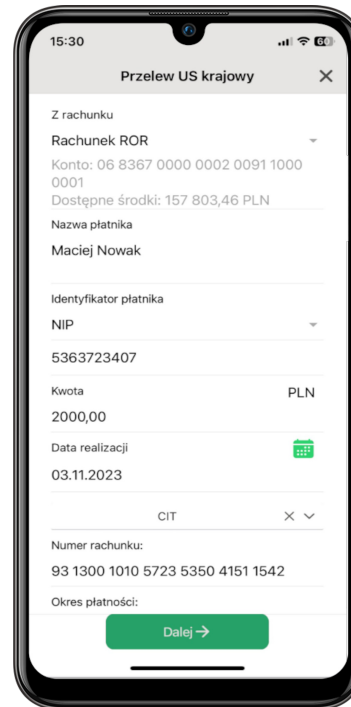 15:30
60
Przelew US krajowy
Z rachunku
Rachunek ROR
Konto: 06 8367 0000 0002 0091 1000
0001
Dostępne środki: 157 803,46 PLN
Nazwa płatnika
Maciej Nowak
Identyfikator płatnika
NIP
5363723407
Kwota PLN
2000,00
Data realizacji
03.11.2023
CIT
Numer rachunku:
93 1300 1010 5723 5350 4151 1542
Okres płatności:
Dalej →